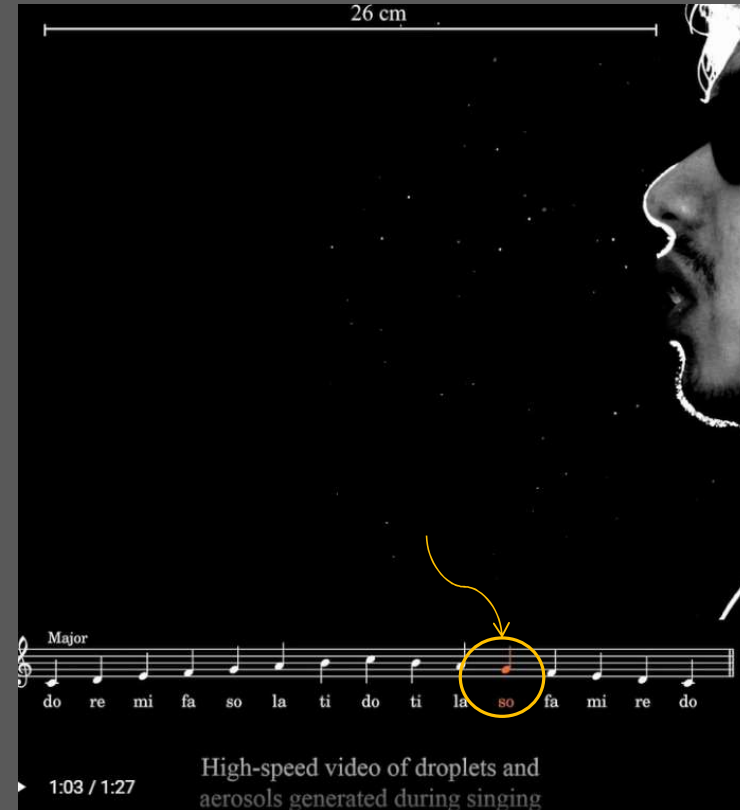 26 cm
Major
do re mi fa so la ti do ti la so fa mi re do
High-speed video of droplets and
aerosols generated during singing
1:03 / 1:27